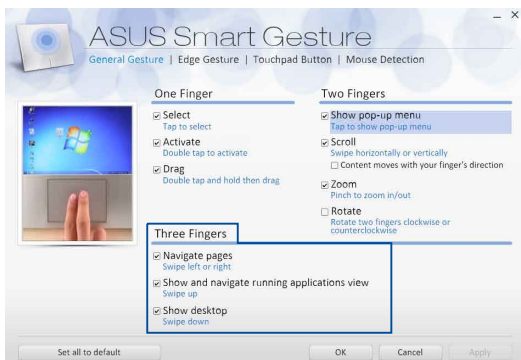 ASUS Smart Gesture
General Gesture | Edge Gesture | Touchpad Button | Mouse Detection
One Finger
Select
Tap to select
Activate
Double tap to activate
Drag
Double tap and hold then drag
Two Fingers
Show pop-up menu
Tap to show pop-up menu
Scroll
Swipe horizontally or vertically
Content moves with your finger's direction
Zoom
Pinch to zoom in/out
Rotate
Rotate two fingers clockwise or
counterclockwise
Three Fingers
Navigate pages
Swipe left or right
Show and navigate running applications view
Swipe up
Show desktop
Swipe down
Set all to default
OK
Cancel
Apply